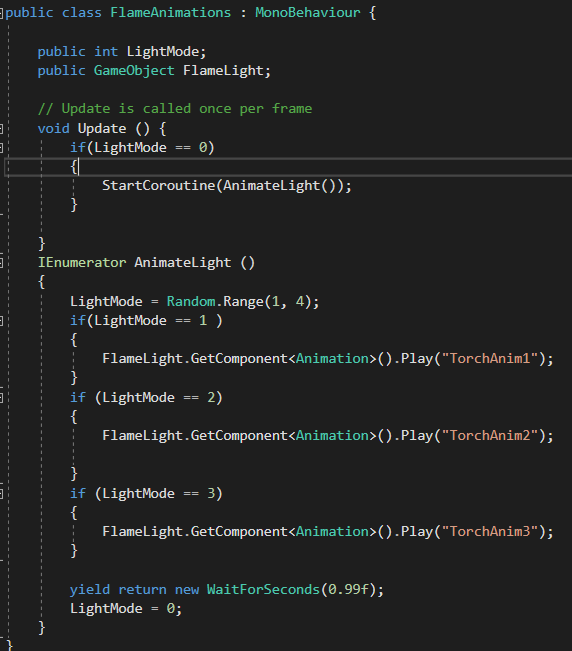 public class FlameAnimations : MonoBehaviour {
public int LightMode;
public GameObject FlameLight;
// Update is called once per frame
void Update () {
if(LightMode == 0)
{
StartCoroutine(AnimateLight());
}
}
IEnumerator AnimateLight ()
{
LightMode = Random.Range(1, 4);
if(LightMode == 1 )
{
FlameLight.GetComponent<Animation>().Play("TorchAnim1");
}
if (LightMode == 2)
{
FlameLight.GetComponent<Animation>().Play("TorchAnim2");
}
if (LightMode == 3)
{
FlameLight.GetComponent<Animation>().Play("TorchAnim3");
}
yield return new WaitForSeconds(0.99f);
LightMode = 0;
}
}